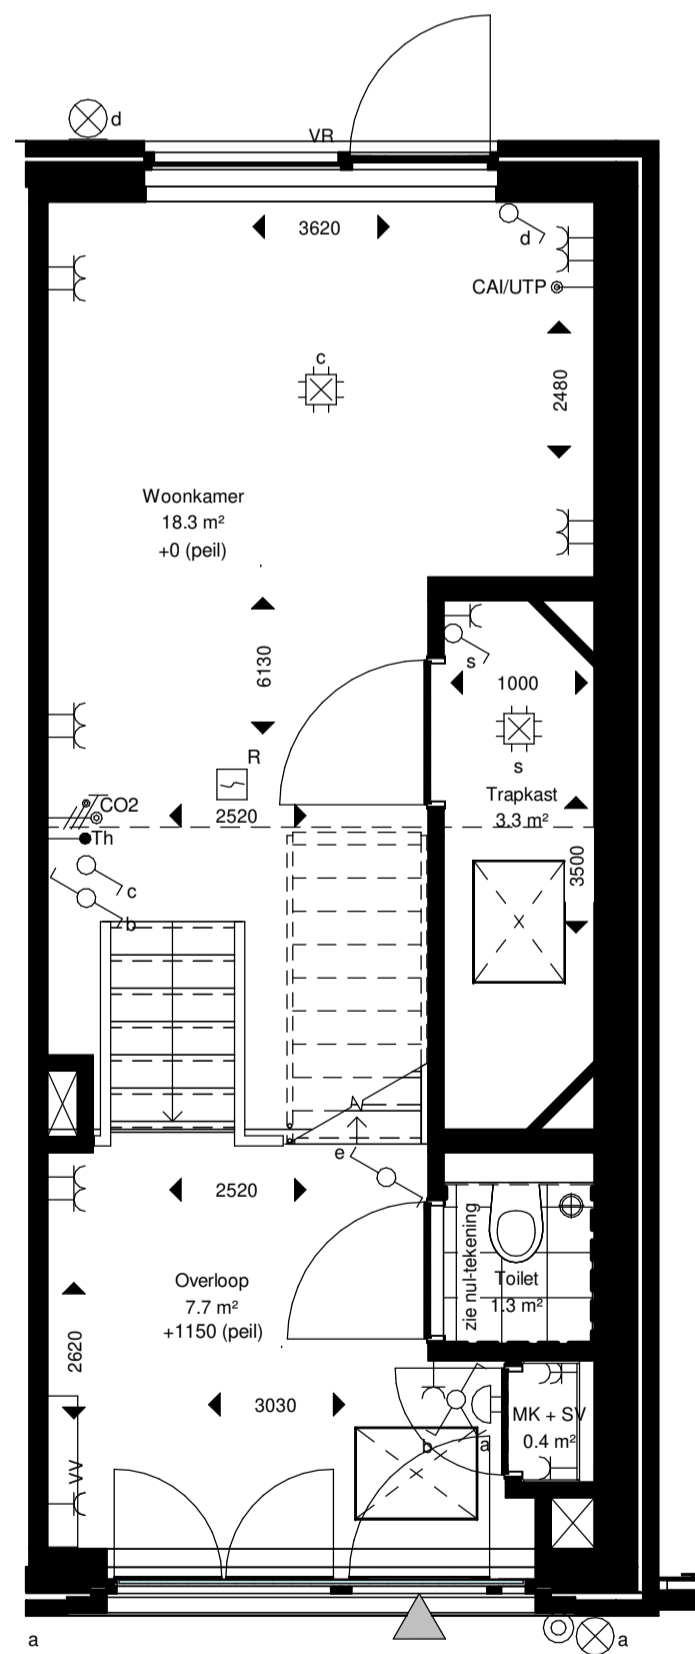 d
VR
3620
d
CAI/UTP
c
2480
Woonkamer
18.3 m²
+0 (peil)
s
6130
1000
R
s
Trapkast
3.3 m²
CO2
2520
Th
3500
c
b
e
2520
zie nul-tekening
Overloop
7.7 m²
+1150 (peil)
Toilet
1.3 m²
2620
3030
MK + SV
0.4 m²
b
a
VV
a
a